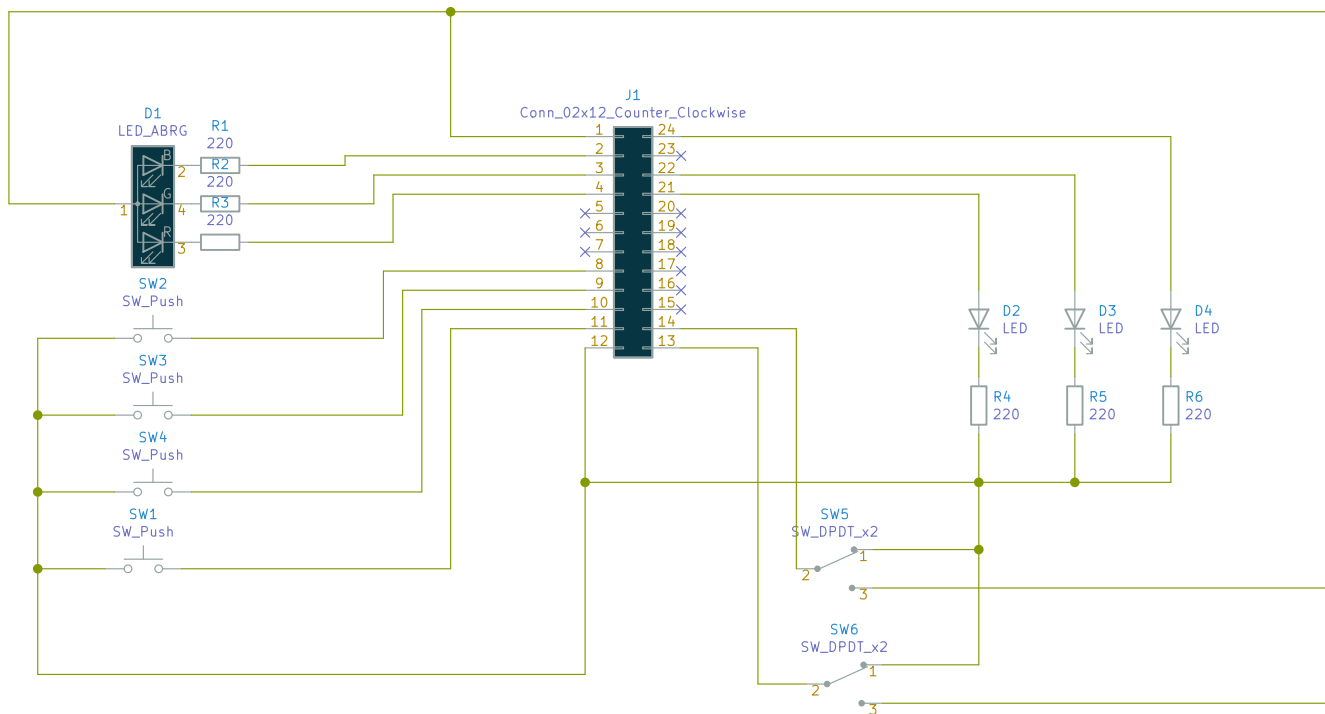 J1
Conn_02x12_Counter_Clockwise
D1
LED_ABRG
R1
220
R2
220
R3
220
B
G
R
1
2
4
3
1
2
3
4
5
6
7
8
9
10
11
12
24
23
22
21
20
19
18
17
16
15
14
13
SW2
SW_Push
SW3
SW_Push
SW4
SW_Push
SW1
SW_Push
D2
LED
D3
LED
D4
LED
R4
220
R5
220
R6
220
SW5
SW_DPDT_x2
1
2
3
SW6
SW_DPDT_x2
1
2
3